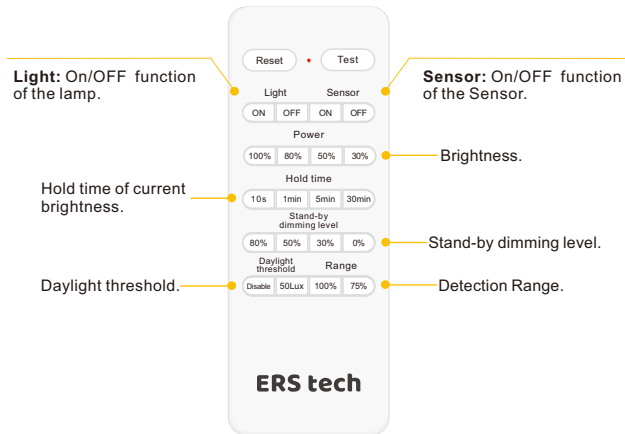 Reset Test
Light: On/OFF function
of the lamp.
Sensor: On/OFF function
of the Sensor.
Light Sensor
ON OFF ON OFF
Power
100% 80% 50% 30%
Brightness.
Hold time
Hold time of current
brightness.
10s 1min 5min 30min
Stand-by
dimming level
80% 50% 30% 0%
Stand-by dimming level.
Daylight
threshold
Range
Daylight threshold.
Disable 50Lux 100% 75%
Detection Range.
ERS tech